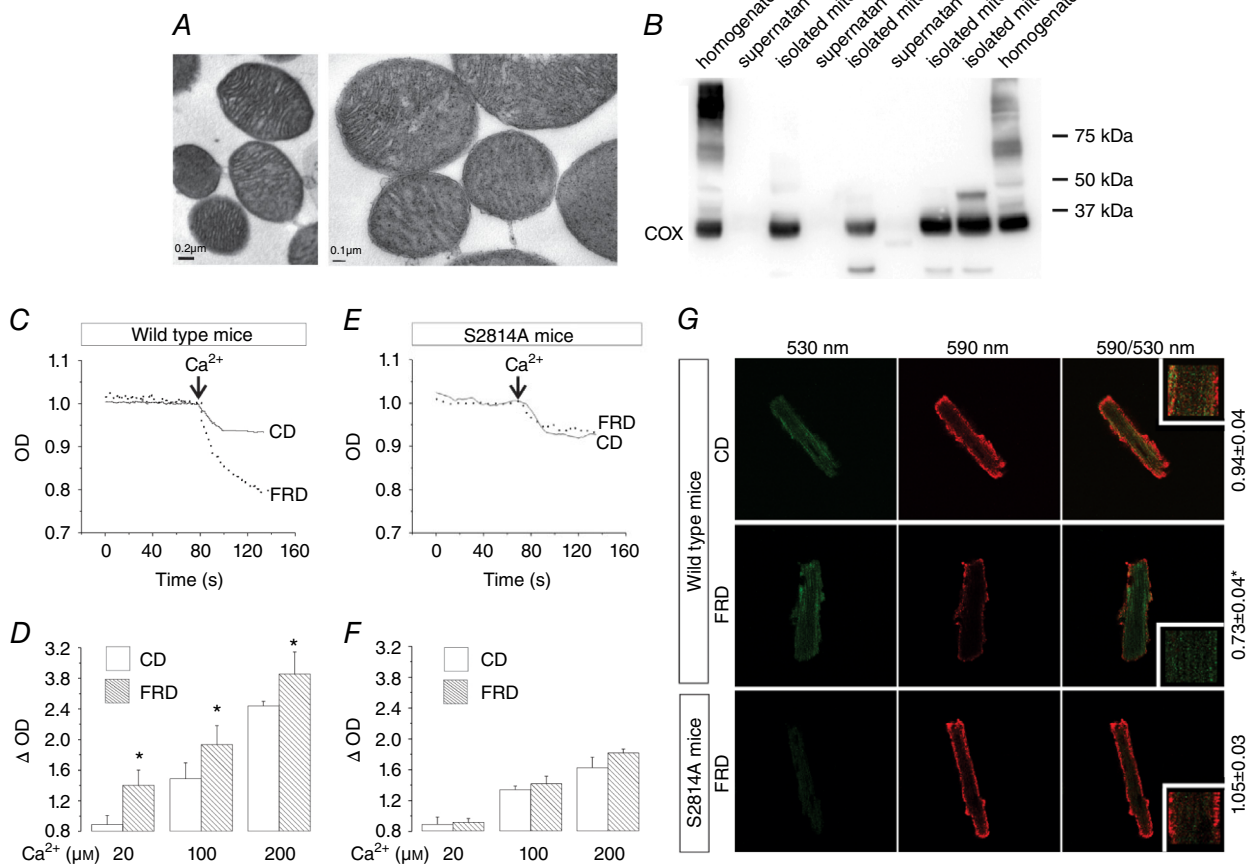 A
0.2µm
0.1µm
B
homogenate
supernatan
isolated mito
supernatan
isolated mito
supernatan
isolated mito
isolated mito
homogenate
75 kDa
50 kDa
37 kDa
COX
C
Wild type mice
1.1
1.0
0.9
0.8
0.7
OD
Ca2+
CD
FRD
0 40 80 120 160
Time (s)
E
S2814A mice
1.1
1.0
0.9
0.8
0.7
OD
Ca2+
FRD
CD
0 40 80 120 160
Time (s)
D
3.2
3.8
2.4
2.0
1.6
1.2
0.8
Δ OD
CD
FRD
*
*
*
Ca2+ (µM) 20 100 200
F
3.2
3.8
2.4
2.0
1.6
1.2
0.8
Δ OD
CD
FRD
Ca2+ (µM) 20 100 200
G
530 nm 590 nm 590/530 nm
Wild type mice
CD
0.94±0.04
FRD
0.73±0.04*
S2814A mice
FRD
1.05±0.03